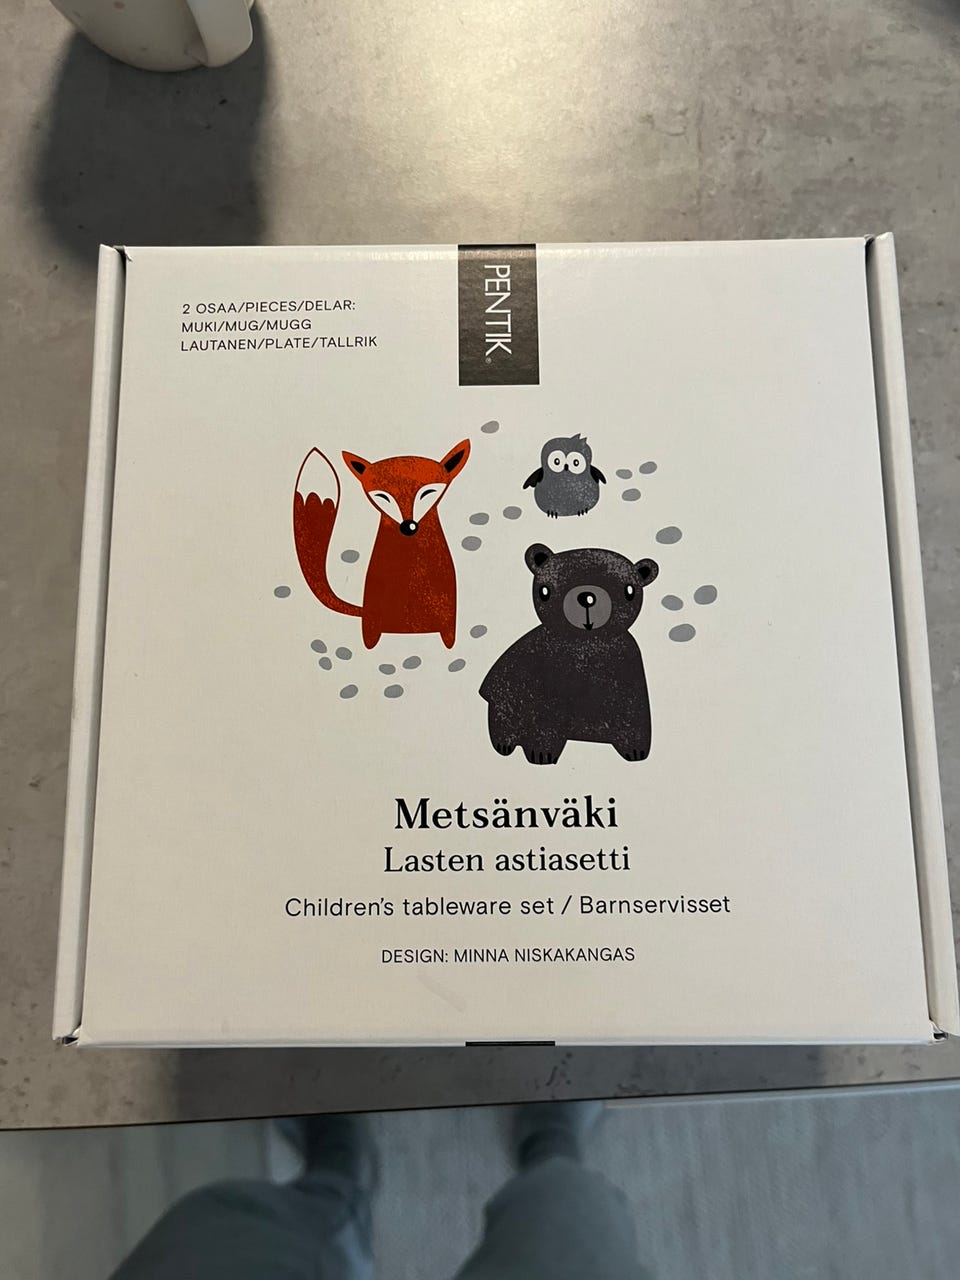 2 OSAA/PIECES/DELAR:
MUKI/MUG/MUGG
LAUTANEN/PLATE/TALLRIK
PENTIK®
Metsänväki
Lasten astiasetti
Children's tableware set / Barnservisset
DESIGN: MINNA NISKAKANGAS